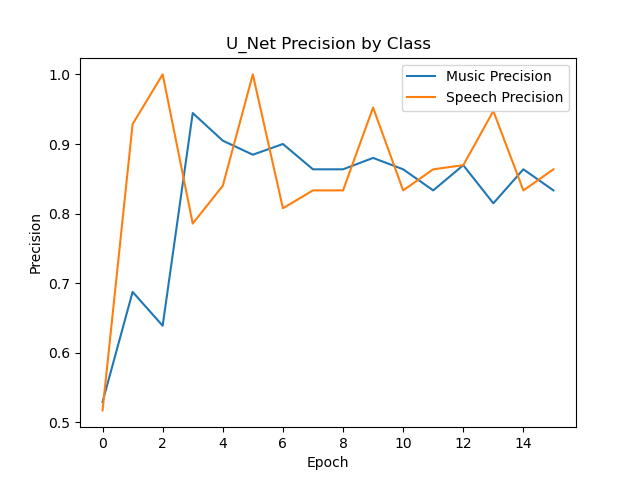 U_Net Precision by Class
Music Precision
Speech Precision
Precision
1.0
0.9
0.8
0.7
0.6
0.5
0 2 4 6 8 10 12 14
Epoch